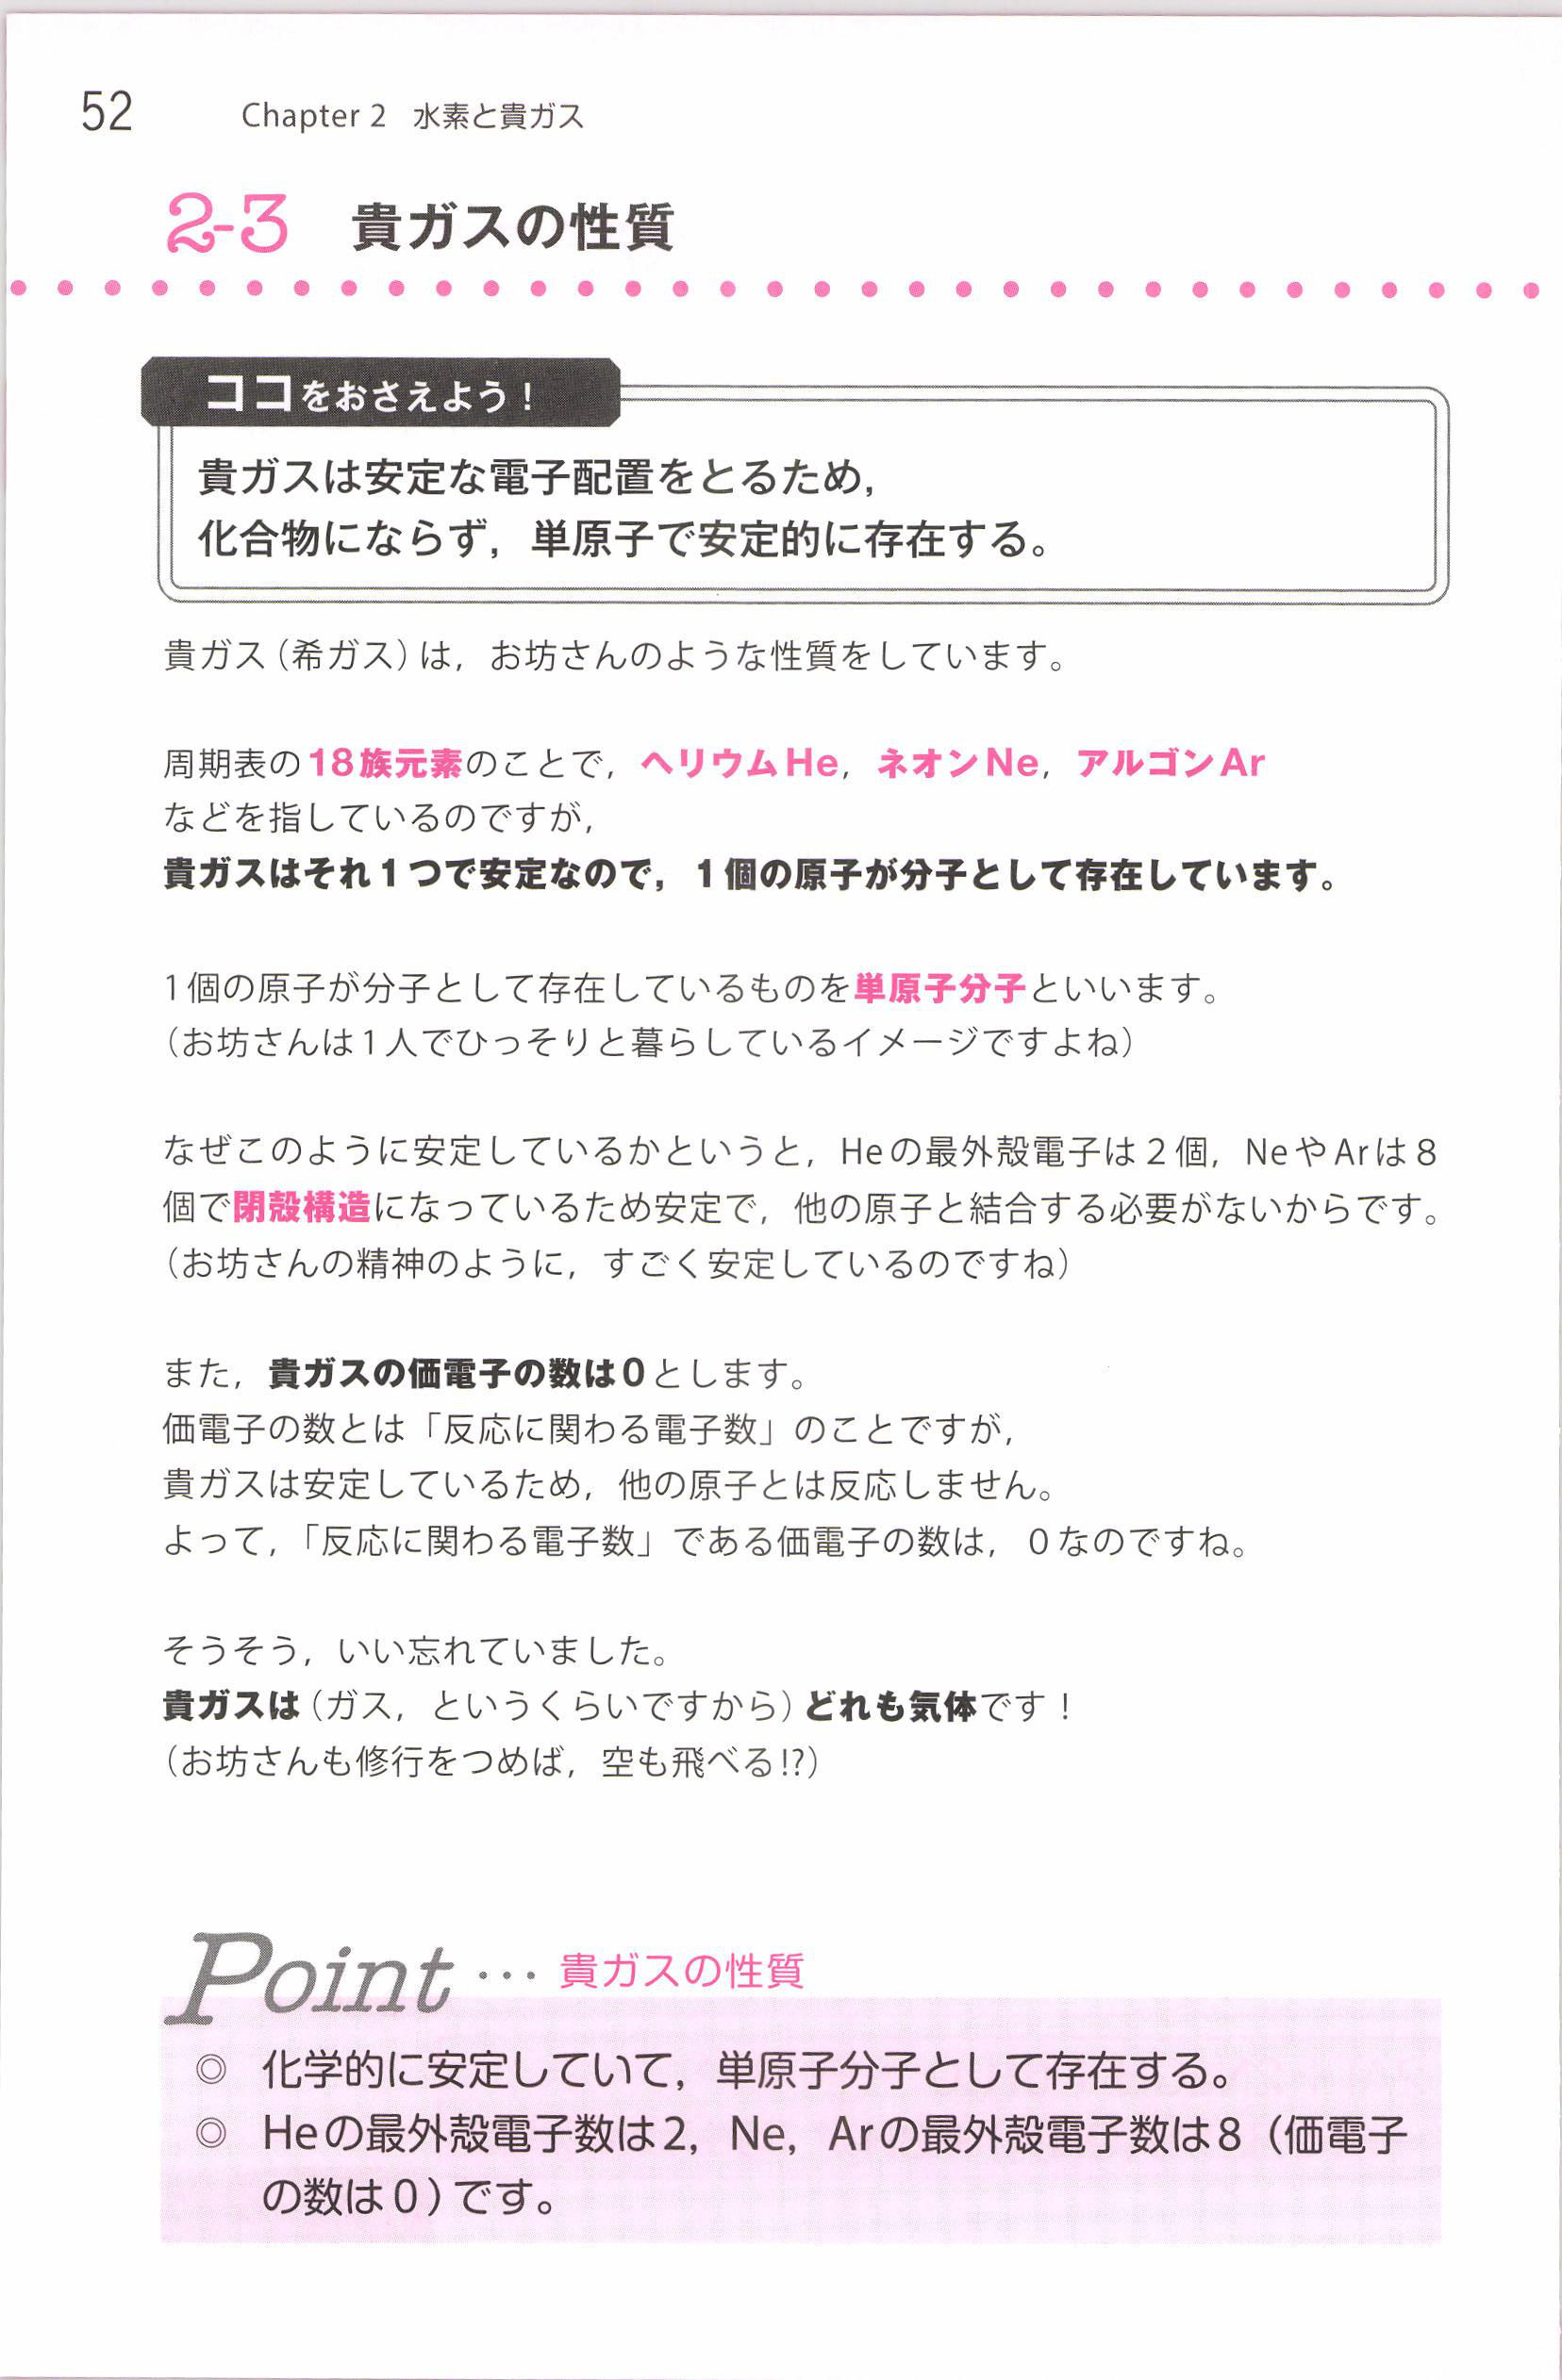 52
Chapter 2 水素と貴ガス
2-3 貴ガスの性質
ココをおさえよう！
貴ガスは安定な電子配置をとるため，
化合物にならず，単原子で安定的に存在する。
貴ガス（希ガス）は，お坊さんのような性質をしています。
周期表の18族元素のことで，ヘリウムHe，ネオンNe，アルゴンAr
などを指しているのですが，
貴ガスはそれ1つで安定なので，1個の原子が分子として存在しています。
1個の原子が分子として存在しているものを単原子分子といいます。
（お坊さんは1人でひっそりと暮らしているイメージですよね）
なぜこのように安定しているかというと，Heの最外殻電子は2個，NeやArは8
個で閉殻構造になっているため安定で，他の原子と結合する必要がないからです。
（お坊さんの精神のように，すごく安定しているのですね）
また，貴ガスの価電子の数は0とします。
価電子の数とは「反応に関わる電子数」のことですが，
貴ガスは安定しているため，他の原子とは反応しません。
よって，「反応に関わる電子数」である価電子の数は，0なのですね。
そうそう，いい忘れていました。
貴ガスは（ガス，というくらいですから）どれも気体です！
（お坊さんも修行をつめば，空も飛べる!?）
Point … 貴ガスの性質
◎ 化学的に安定していて，単原子分子として存在する。
◎ Heの最外殻電子数は2，Ne，Arの最外殻電子数は8（価電子
の数は0）です。